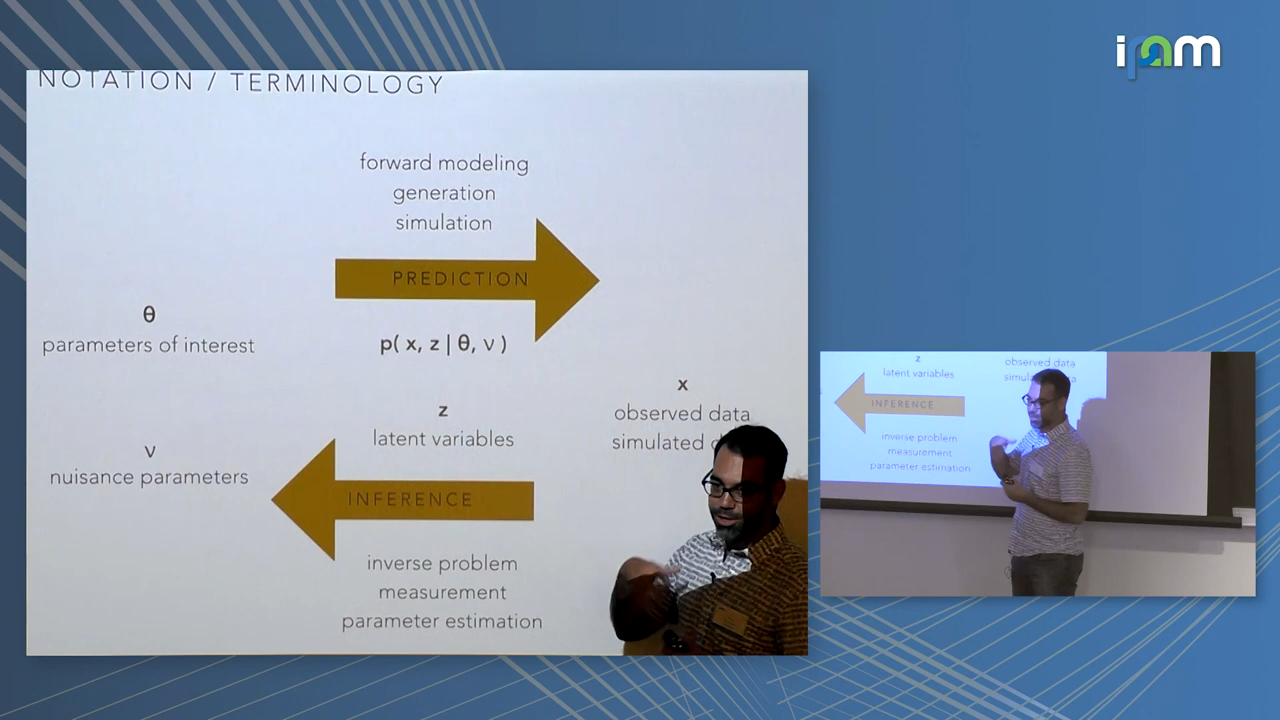 ipam
NOTATION / TERMINOLOGY
forward modeling
generation
simulation
PREDICTION
θ
parameters of interest
p( x, z | θ, ν )
x
observed data
simulated
z
latent variables
ν
nuisance parameters
INFERENCE
inverse problem
measurement
parameter estimation
z
latent variables
observed data
INFERENCE
inverse problem
measurement
parameter estimation